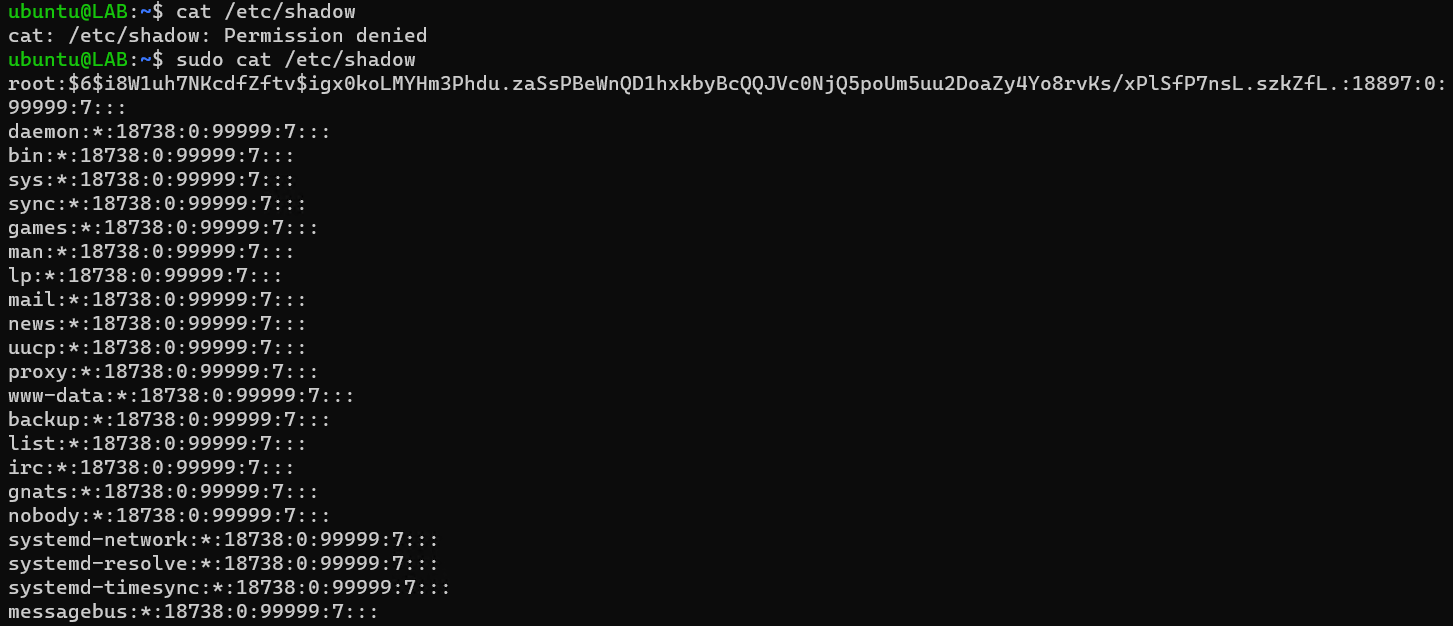 ubuntu@LAB:~$ cat /etc/shadow
cat: /etc/shadow: Permission denied
ubuntu@LAB:~$ sudo cat /etc/shadow
root:$6$i8W1uh7NKcdfZftv$igx0koLMYHm3Phdu.zaSsPBeWnQD1hxkbyBcQQJVc0NjQ5poUm5uu2DoaZy4Yo8rvKs/xPlSfP7nsL.szkZfL.:18897:0:
99999:7:::
daemon:*:18738:0:99999:7:::
bin:*:18738:0:99999:7:::
sys:*:18738:0:99999:7:::
sync:*:18738:0:99999:7:::
games:*:18738:0:99999:7:::
man:*:18738:0:99999:7:::
lp:*:18738:0:99999:7:::
mail:*:18738:0:99999:7:::
news:*:18738:0:99999:7:::
uucp:*:18738:0:99999:7:::
proxy:*:18738:0:99999:7:::
www-data:*:18738:0:99999:7:::
backup:*:18738:0:99999:7:::
list:*:18738:0:99999:7:::
irc:*:18738:0:99999:7:::
gnats:*:18738:0:99999:7:::
nobody:*:18738:0:99999:7:::
systemd-network:*:18738:0:99999:7:::
systemd-resolve:*:18738:0:99999:7:::
systemd-timesync:*:18738:0:99999:7:::
messagebus:*:18738:0:99999:7:::